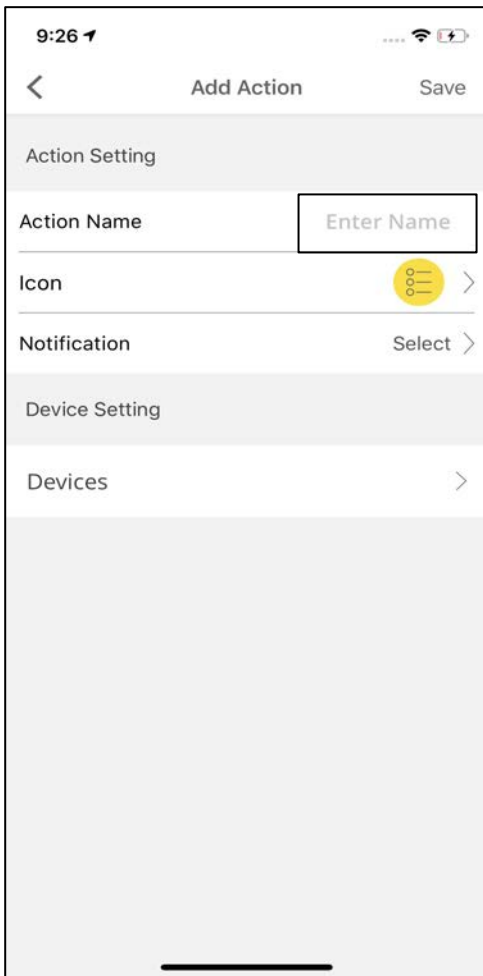 9:26
Add Action Save
Action Setting
Action Name Enter Name
Icon
Notification Select
Device Setting
Devices